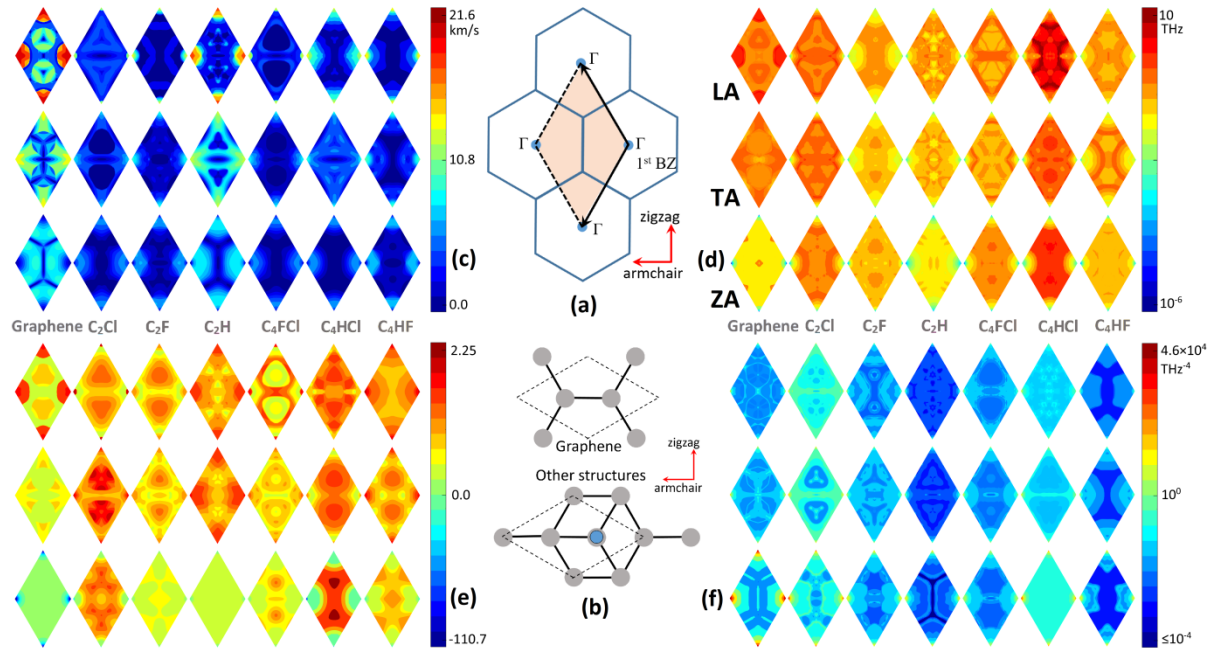 21.6
km/s
10.8
0.0
(c)
Γ
Γ
Γ
Γ
1st BZ
zigzag
armchair
(a)
10
THz
LA
TA
ZA
(d)
10-6
Graphene C2Cl C2F C2H C4FCl C4HCl C4HF
Graphene C2Cl C2F C2H C4FCl C4HCl C4HF
2.25
0.0
-110.7
(e)
Graphene
zigzag
armchair
Other structures
(b)
4.6×104
THz-4
100
≤10-4
(f)